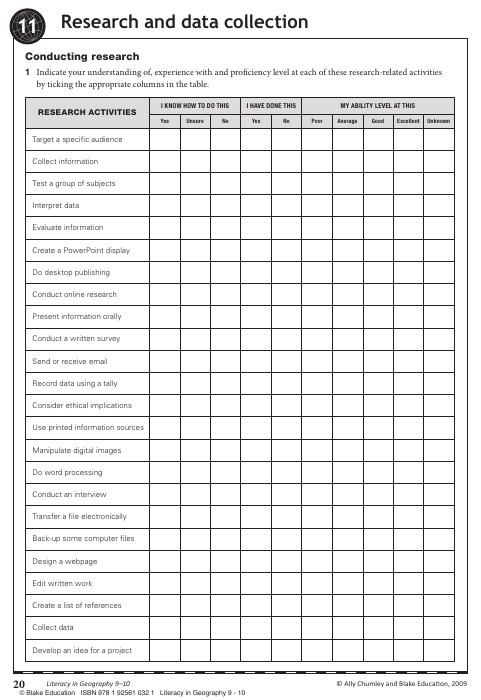 11 Research and data collection
Conducting research
1 Indicate your understanding of, experience with and proficiency level at each of these research-related activities
by ticking the appropriate columns in the table.
RESEARCH ACTIVITIES I KNOW HOW TO DO THIS I HAVE DONE THIS MY ABILITY LEVEL AT THIS
Yes Unsure No Yes No Poor Average Good Excellent Unknown
Target a specific audience
Collect information
Test a group of subjects
Interpret data
Evaluate information
Create a PowerPoint display
Do desktop publishing
Conduct online research
Present information orally
Conduct a written survey
Send or receive email
Record data using a tally
Consider ethical implications
Use printed information sources
Manipulate digital images
Do word processing
Conduct an interview
Transfer a file electronically
Back-up some computer files
Design a webpage
Edit written work
Create a list of references
Collect data
Develop an idea for a project
20 Literacy in Geography 9–10 © Ally Chumley and Blake Education, 2009
© Blake Education ISBN 978 1 92561 032 1 Literacy in Geography 9 - 10